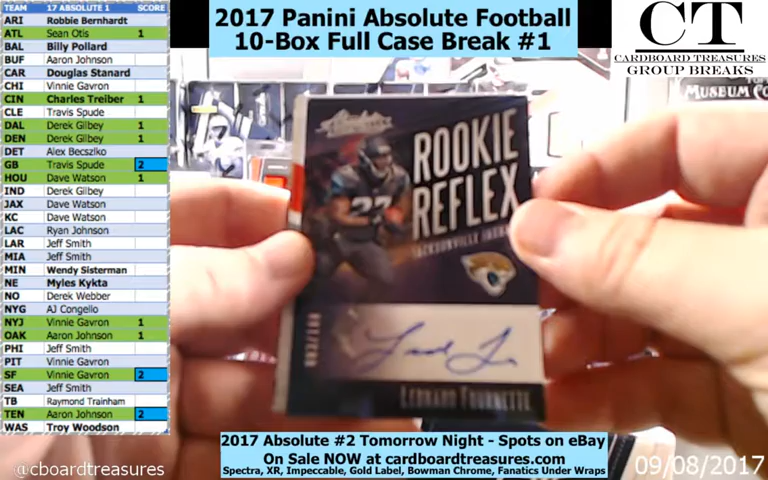 TEAM 17 ABSOLUTE 1 SCORE
ARI Robbie Bernhardt
ATL Sean Otis 1
BAL Billy Pollard
BUF Aaron Johnson
CAR Douglas Stanard
CHI Vinnie Gavron
CIN Charles Treiber 1
CLE Travis Spude
DAL Derek Gilbey 1
DEN Derek Gilbey 1
DET Alex Becszlko
GB Travis Spude 2
HOU Dave Watson 1
IND Derek Gilbey
JAX Dave Watson
KC Dave Watson
LAC Ryan Johnson
LAR Jeff Smith
MIA Jeff Smith
MIN Wendy Sisterman
NE Myles Kykta
NO Derek Webber
NYG AJ Congello
NYJ Vinnie Gavron 1
OAK Aaron Johnson 1
PHI Jeff Smith
PIT Vinnie Gavron
SF Vinnie Gavron 2
SEA Jeff Smith
TB Raymond Trainham
TEN Aaron Johnson 2
WAS Troy Woodson
@cboardtreasures
2017 Panini Absolute Football
10-Box Full Case Break #1
CT
CARDBOARD TREASURES
GROUP BREAKS
MUSEUM
ROOKIE
REFLEX
JACKSONVILLE
27
LEONARD FOURNETTE
2017 Absolute #2 Tomorrow Night - Spots on eBay
On Sale NOW at cardboardtreasures.com
Spectra, XR, Impeccable, Gold Label, Bowman Chrome, Fanatics Under Wraps
09/08/2017